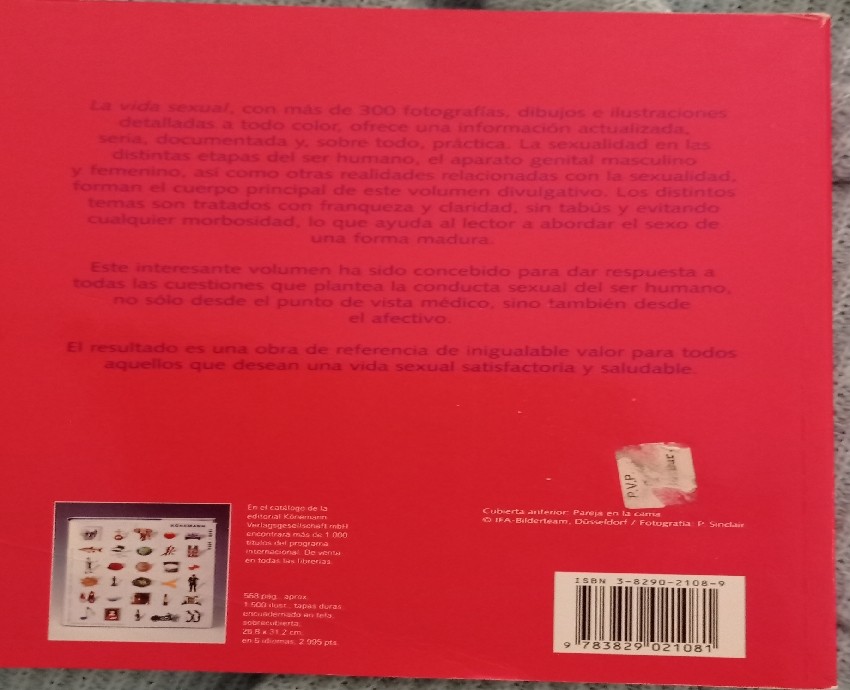 La vida sexual, con más de 300 fotografías, dibujos e ilustraciones
detalladas a todo color, ofrece una información actualizada,
seria, documentada y, sobre todo, práctica. La sexualidad en las
distintas etapas del ser humano, el aparato genital masculino
y femenino, así como otras realidades relacionadas con la sexualidad,
forman el cuerpo principal de este volumen divulgativo. Los distintos
temas son tratados con franqueza y claridad, sin tabús y evitando
cualquier morbosidad, lo que ayuda al lector a abordar el sexo de
una forma madura.
Este interesante volumen ha sido concebido para dar respuesta a
todas las cuestiones que plantea la conducta sexual del ser humano,
no sólo desde el punto de vista médico, sino también desde
el afectivo.
El resultado es una obra de referencia de inigualable valor para todos
aquellos que desean una vida sexual satisfactoria y saludable.
P.V.P.
En el catálogo de la
editorial Könemann
Verlagsgesellschaft mbH
encontrará más de 1.000
títulos del programa
internacional. De venta
en todas las librerías.
KÖNEMANN
568 pág., aprox.
1.500 ilust., tapas duras,
encuadernado en tela,
sobrecubierta,
26,8 x 31,2 cm,
en 6 idiomas, 2.995 pts.
Cubierta anterior: Pareja en la cama
© IFA-Bilderteam, Düsseldorf / Fotografía: P. Sinclair
ISBN 3-8290-2108-9
9 783829 021081